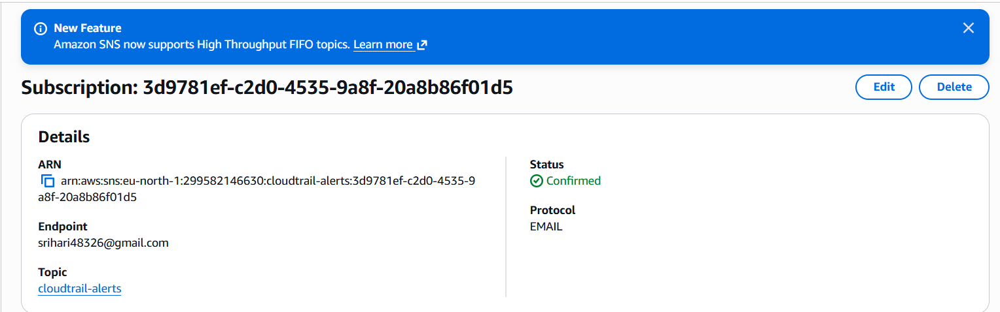 New Feature
Amazon SNS now supports High Throughput FIFO topics. Learn more
Subscription: 3d9781ef-c2d0-4535-9a8f-20a8b86f01d5
Edit
Delete
Details
ARN
arn:aws:sns:eu-north-1:299582146630:cloudtrail-alerts:3d9781ef-c2d0-4535-9
a8f-20a8b86f01d5
Endpoint
srihari48326@gmail.com
Topic
cloudtrail-alerts
Status
Confirmed
Protocol
EMAIL